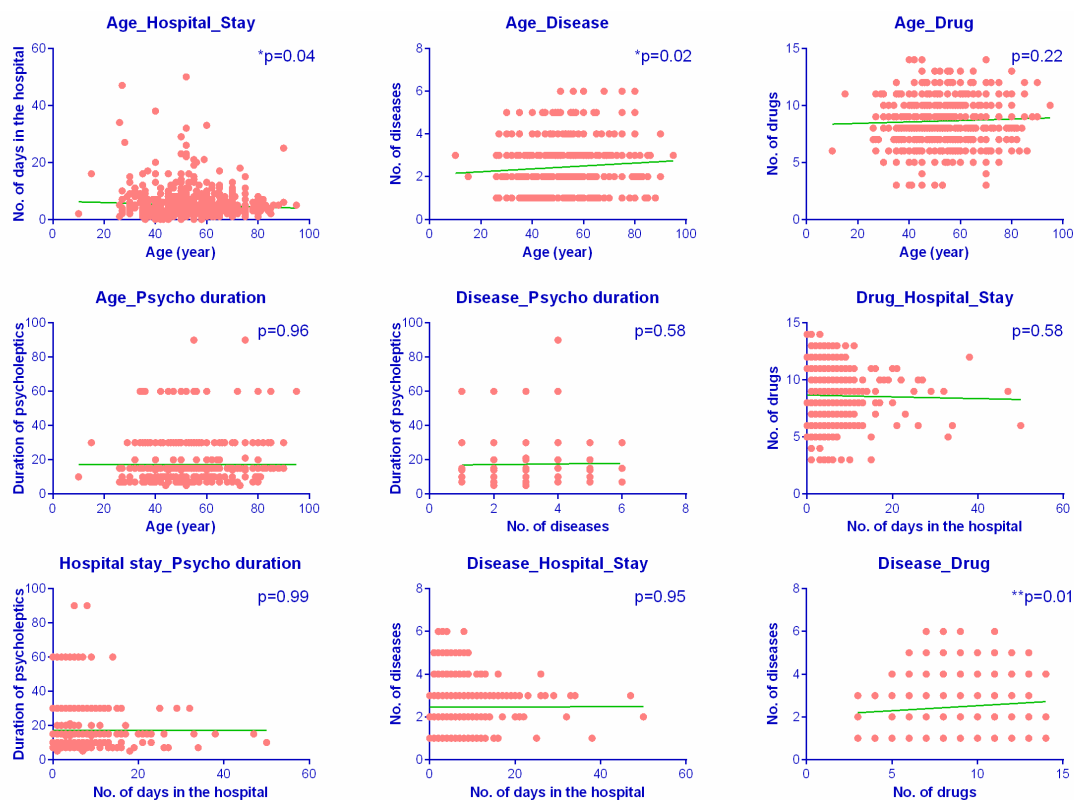 Age_Hospital_Stay
*p=0.04
No. of days in the hospital
60
40
20
0
0 20 40 60 80 100
Age (year)
Age_Disease
*p=0.02
No. of diseases
8
6
4
2
0
0 20 40 60 80 100
Age (year)
Age_Drug
p=0.22
No. of drugs
15
10
5
0
0 20 40 60 80 100
Age (year)
Age_Psycho duration
p=0.96
Duration of psycholeptics
100
80
60
40
20
0
0 20 40 60 80 100
Age (year)
Disease_Psycho duration
p=0.58
Duration of psycholeptics
100
80
60
40
20
0
0 2 4 6 8
No. of diseases
Drug_Hospital_Stay
p=0.58
No. of drugs
15
10
5
0
0 20 40 60
No. of days in the hospital
Hospital stay_Psycho duration
p=0.99
Duration of psycholeptics
100
80
60
40
20
0
0 20 40 60
No. of days in the hospital
Disease_Hospital_Stay
p=0.95
No. of diseases
8
6
4
2
0
0 20 40 60
No. of days in the hospital
Disease_Drug
**p=0.01
No. of diseases
8
6
4
2
0
0 5 10 15
No. of drugs